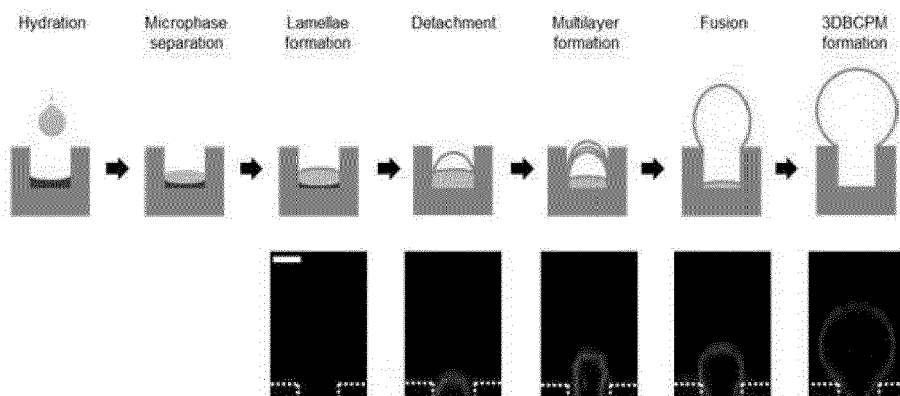 Hydration
Microphase
separation
Lamellae
formation
Detachment
Multilayer
formation
Fusion
3DBCPM
formation